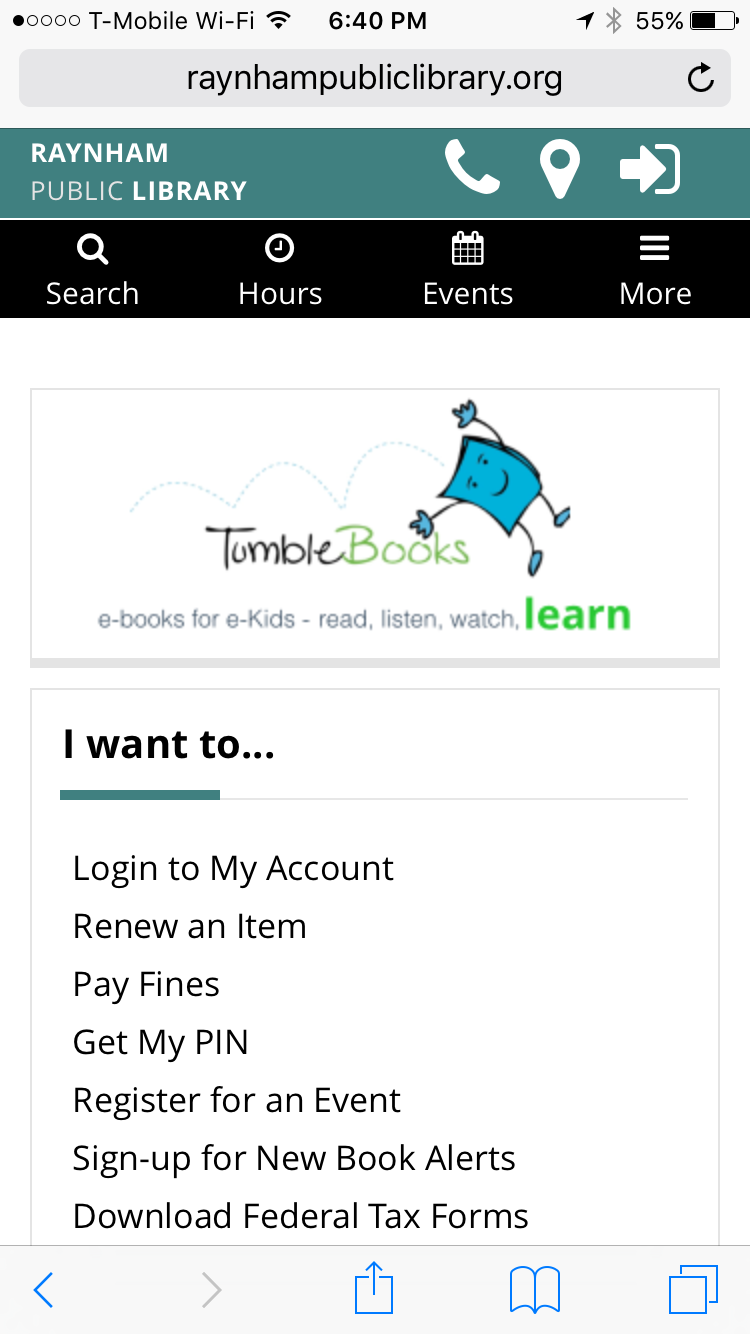 T-Mobile Wi-Fi 6:40 PM 55%
raynhampubliclibrary.org
RAYNHAM
PUBLIC LIBRARY
Search Hours Events More
TumbleBooks
e-books for e-Kids - read, listen, watch, learn
I want to...
Login to My Account
Renew an Item
Pay Fines
Get My PIN
Register for an Event
Sign-up for New Book Alerts
Download Federal Tax Forms